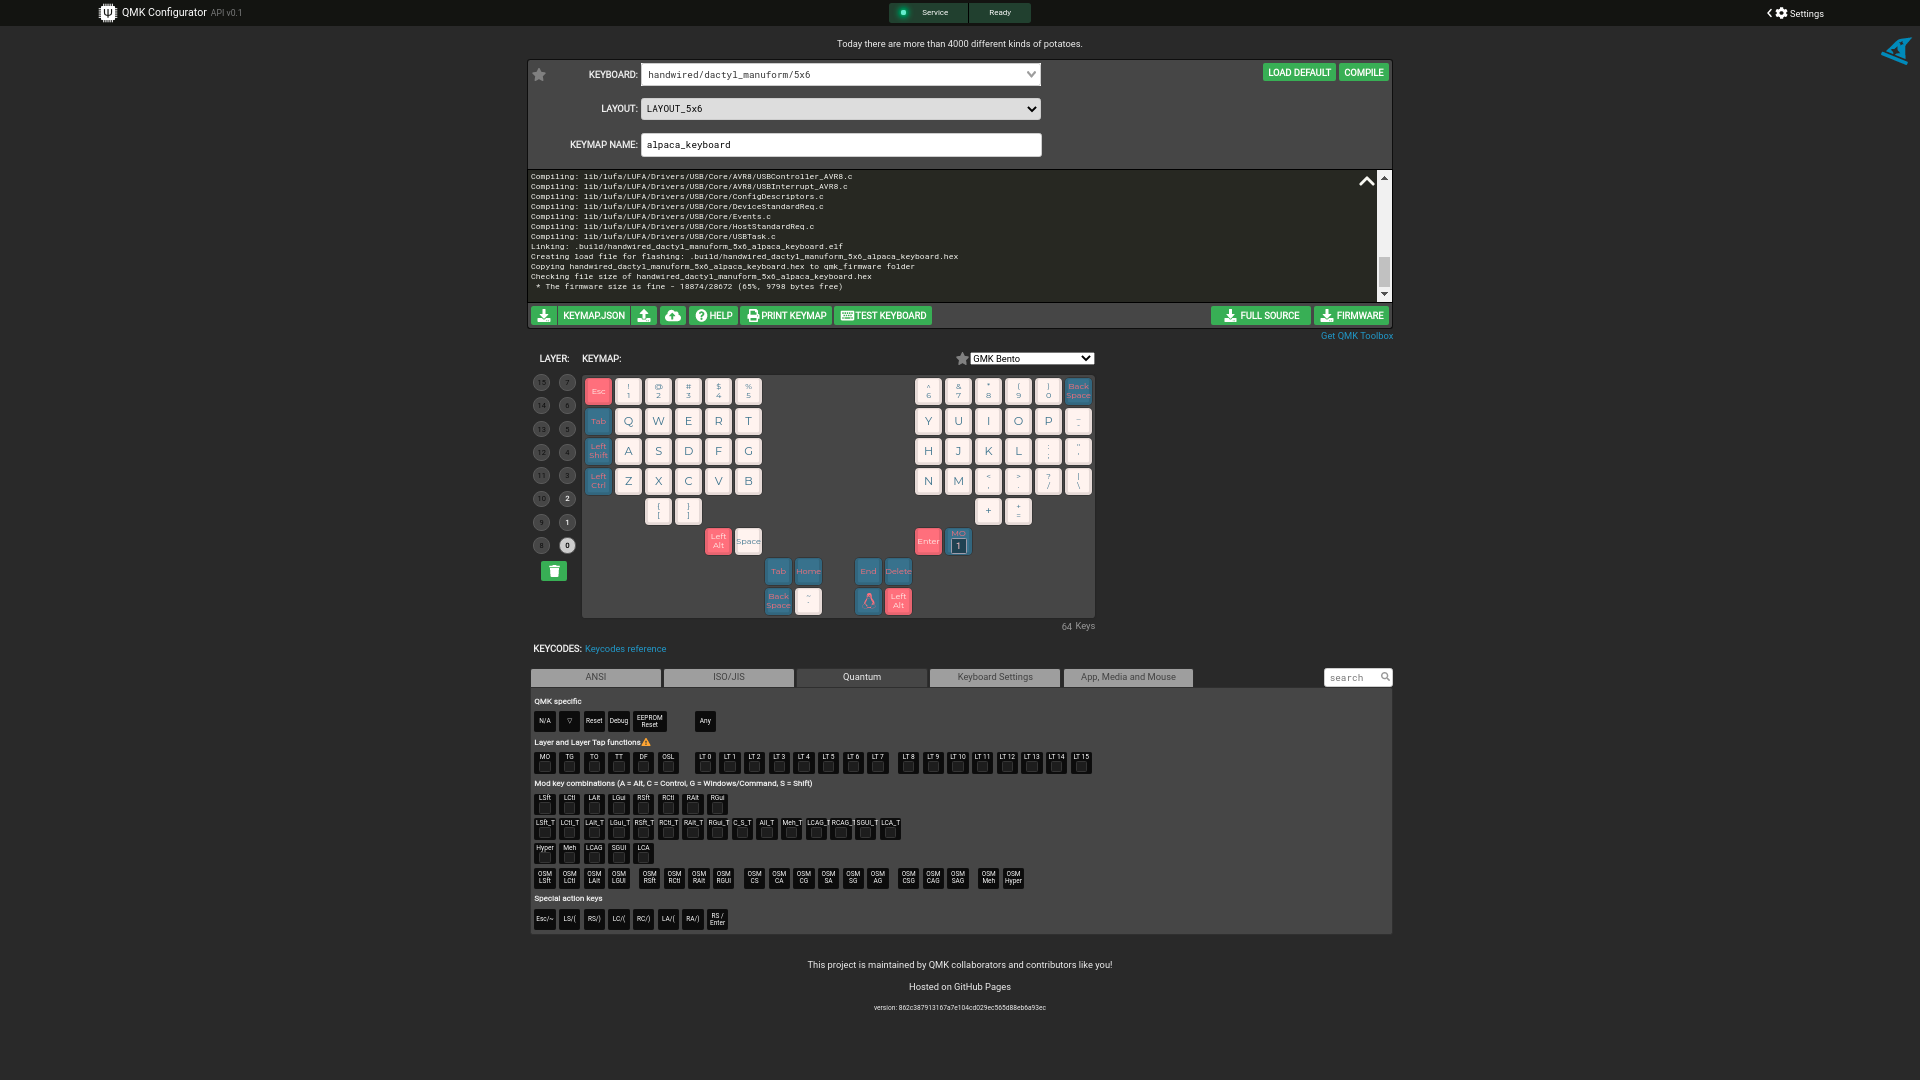 QMK Configurator API v0.1
Service
Ready
Settings
Today there are more than 4000 different kinds of potatoes.
KEYBOARD: handwired/dactyl_manuform/5x6
LOAD DEFAULT COMPILE
LAYOUT: LAYOUT_5x6
KEYMAP NAME: alpaca_keyboard
Compiling: lib/lufa/LUFA/Drivers/USB/Core/AVR8/USBController_AVR8.c
Compiling: lib/lufa/LUFA/Drivers/USB/Core/AVR8/USBInterrupt_AVR8.c
Compiling: lib/lufa/LUFA/Drivers/USB/Core/ConfigDescriptors.c
Compiling: lib/lufa/LUFA/Drivers/USB/Core/DeviceStandardReq.c
Compiling: lib/lufa/LUFA/Drivers/USB/Core/Events.c
Compiling: lib/lufa/LUFA/Drivers/USB/Core/HostStandardReq.c
Compiling: lib/lufa/LUFA/Drivers/USB/Core/USBTask.c
Linking: .build/handwired_dactyl_manuform_5x6_alpaca_keyboard.elf
Creating load file for flashing: .build/handwired_dactyl_manuform_5x6_alpaca_keyboard.hex
Copying handwired_dactyl_manuform_5x6_alpaca_keyboard.hex to qmk_firmware folder
Checking file size of handwired_dactyl_manuform_5x6_alpaca_keyboard.hex
* The firmware size is fine - 18874/28672 (65%, 9798 bytes free)
KEYMAP.JSON HELP PRINT KEYMAP TEST KEYBOARD FULL SOURCE FIRMWARE
Get QMK Toolbox
LAYER: KEYMAP: GMK Bento
15 7
14 6
13 5
12 4
11 3
10 2
9 1
8 0
Esc ! 1 @ 2 # 3 $ 4 % 5 ^ 6 & 7 * 8 ( 9 ) 0 Back Space
Tab Q W E R T Y U I O P _ -
Left Shift A S D F G H J K L : ; " '
Left Ctrl Z X C V B N M < , > . ? / | \
{ [ } ] + + =
Left Alt Space Enter MO 1
Tab Home End Delete
Back Space ~ ` Left Alt
64 Keys
KEYCODES: Keycodes reference
ANSI ISO/JIS Quantum Keyboard Settings App, Media and Mouse search
QMK specific
N/A ▽ Reset Debug EEPROM Reset Any
Layer and Layer Tap functions
MO TG TO TT DF OSL LT 0 LT 1 LT 2 LT 3 LT 4 LT 5 LT 6 LT 7 LT 8 LT 9 LT 10 LT 11 LT 12 LT 13 LT 14 LT 15
Mod key combinations (A = Alt, C = Control, G = Windows/Command, S = Shift)
LSft LCtl LAlt LGui RSft RCtl RAlt RGui
LSft_T LCtl_T LAlt_T LGui_T RSft_T RCtl_T RAlt_T RGui_T C_S_T All_T Meh_T LCAG_T RCAG_T SGUI_T LCA_T
Hyper Meh LCAG SGUI LCA
OSM LSft OSM LCtl OSM LAlt OSM LGUI OSM RSft OSM RCtl OSM RAlt OSM RGUI OSM CS OSM CA OSM CG OSM SA OSM SG OSM AG OSM CSG OSM CAG OSM SAG OSM Meh OSM Hyper
Special action keys
Esc/~ LS/( RS/) LC/( RC/) LA/( RA/) RS / Enter
This project is maintained by QMK collaborators and contributors like you!
Hosted on GitHub Pages
version: 862c387913167a7e104cd029ec565d88eb6a93ec